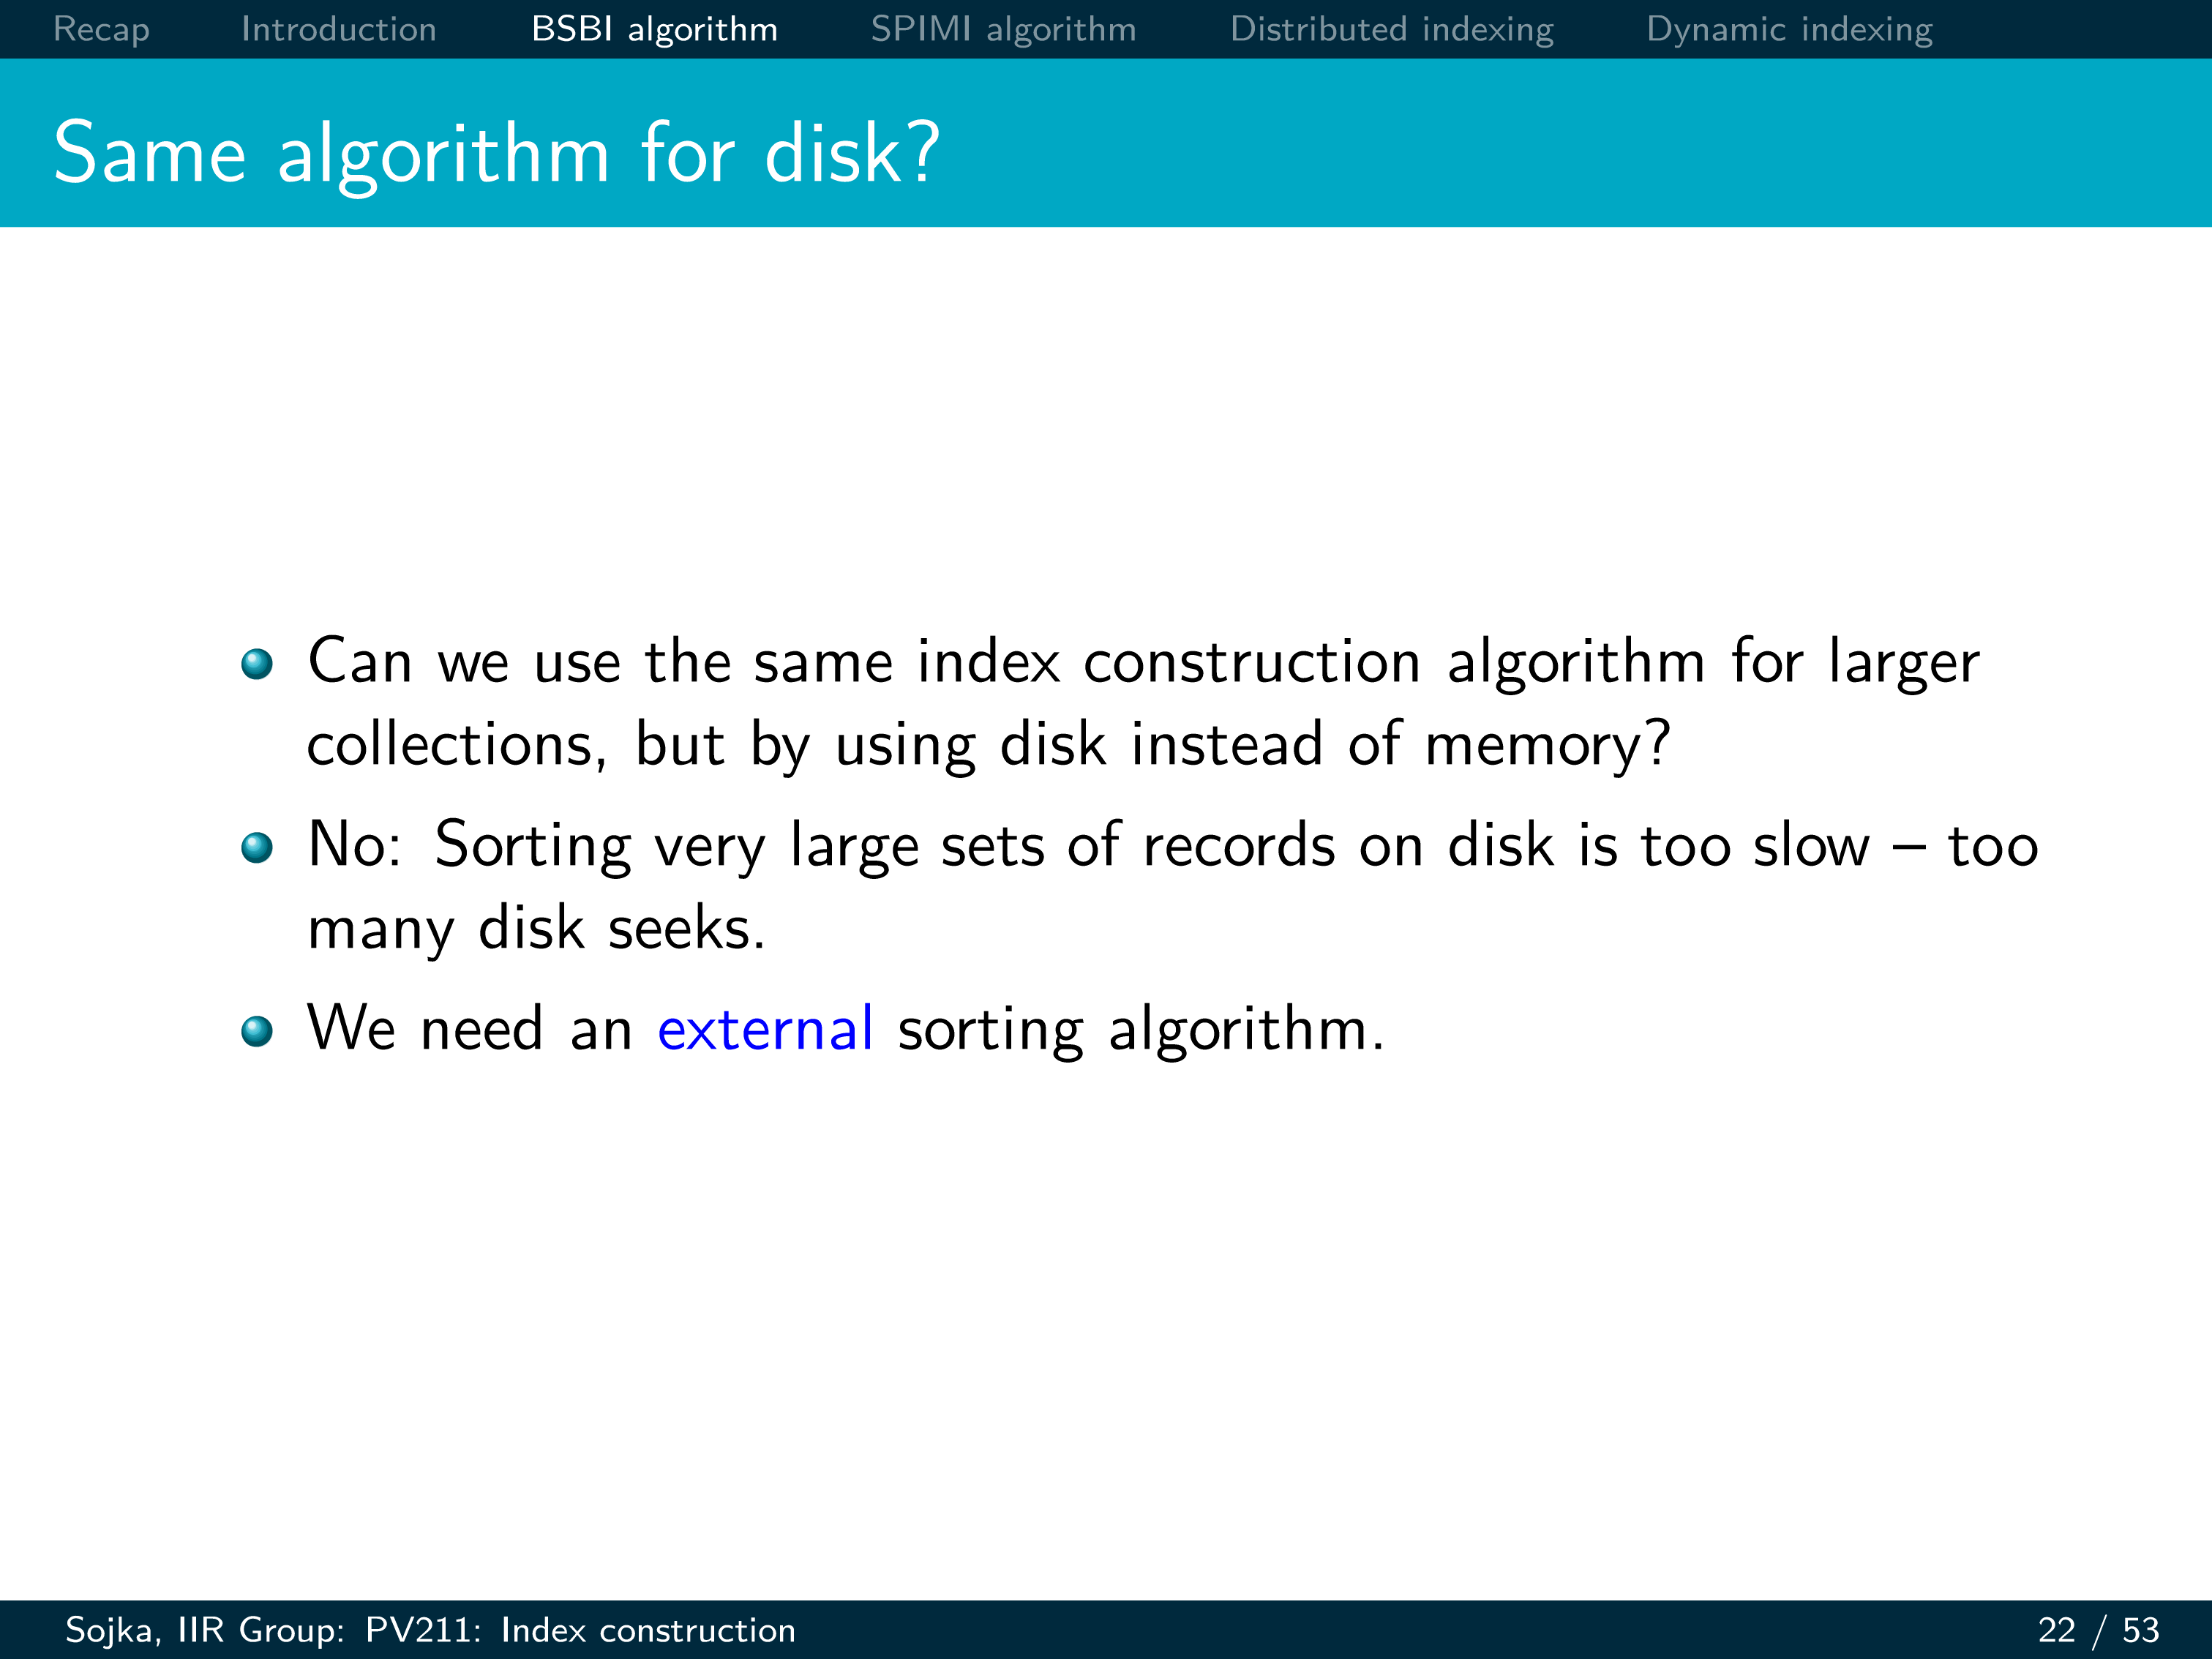 Recap Introduction BSBI algorithm SPIMI algorithm Distributed indexing Dynamic indexing
Same algorithm for disk?
Can we use the same index construction algorithm for larger
collections, but by using disk instead of memory?
No: Sorting very large sets of records on disk is too slow – too
many disk seeks.
We need an external sorting algorithm.
Sojka, IIR Group: PV211: Index construction 22 / 53